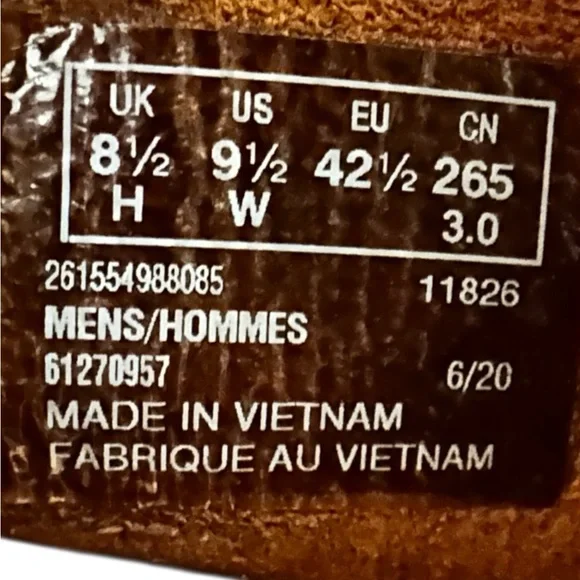 UK US EU CN
8½ 9½ 42½ 265
H W 3.0
261554988085 11826
MENS/HOMMES
61270957 6/20
MADE IN VIETNAM
FABRIQUE AU VIETNAM